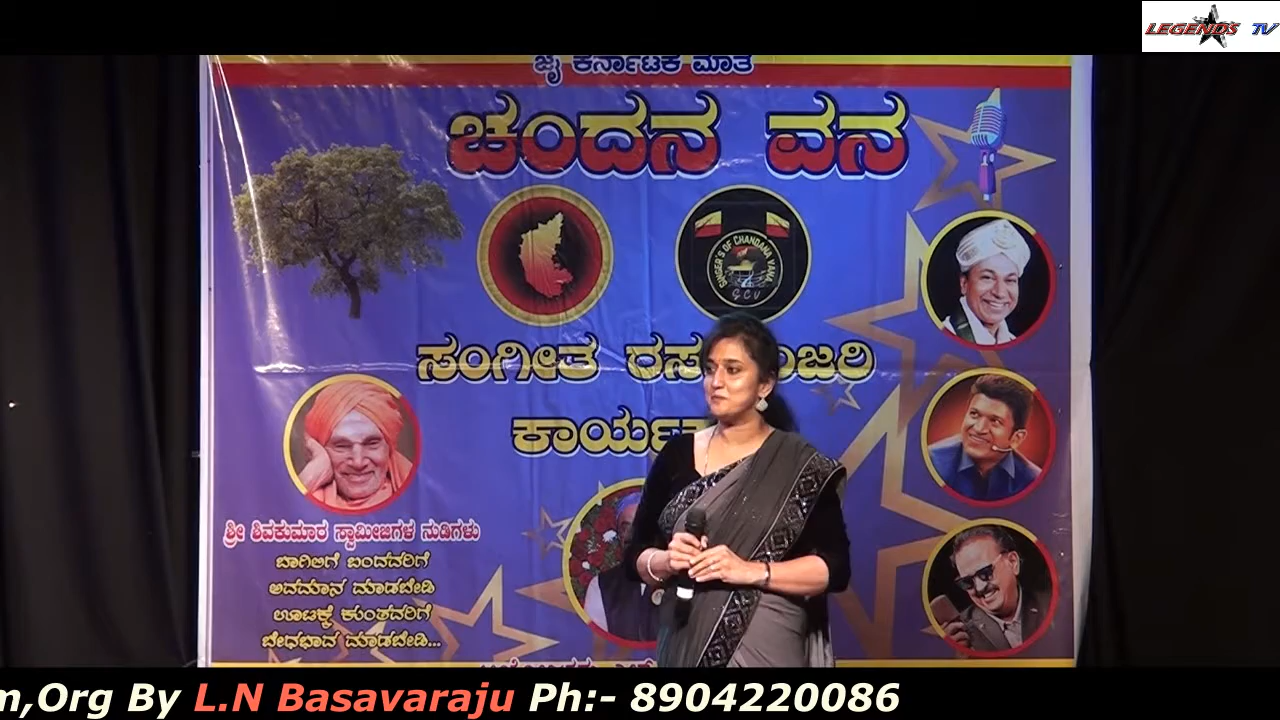 LEGENDS TV
ಜೈ ಕರ್ನಾಟಕ ಮಾತೆ
ಚಂದನ ವನ
SINGER'S OF CHANDANA VANA
SCV
ಸಂಗೀತ
ಶ್ರೀ ಶಿವಕುಮಾರ ಸ್ವಾಮೀಜಿಗಳ ನುಡಿಗಳು
ಬಾಗಿಲಿಗೆ ಬಂದವರಿಗೆ
ಅವಮಾನ ಮಾಡಬೇಡಿ
ಊಟಕ್ಕೆ ಕುಂತವರಿಗೆ
ಬೇಧಭಾವ ಮಾಡಬೇಡಿ...
m,Org By L.N Basavaraju Ph:- 8904220086